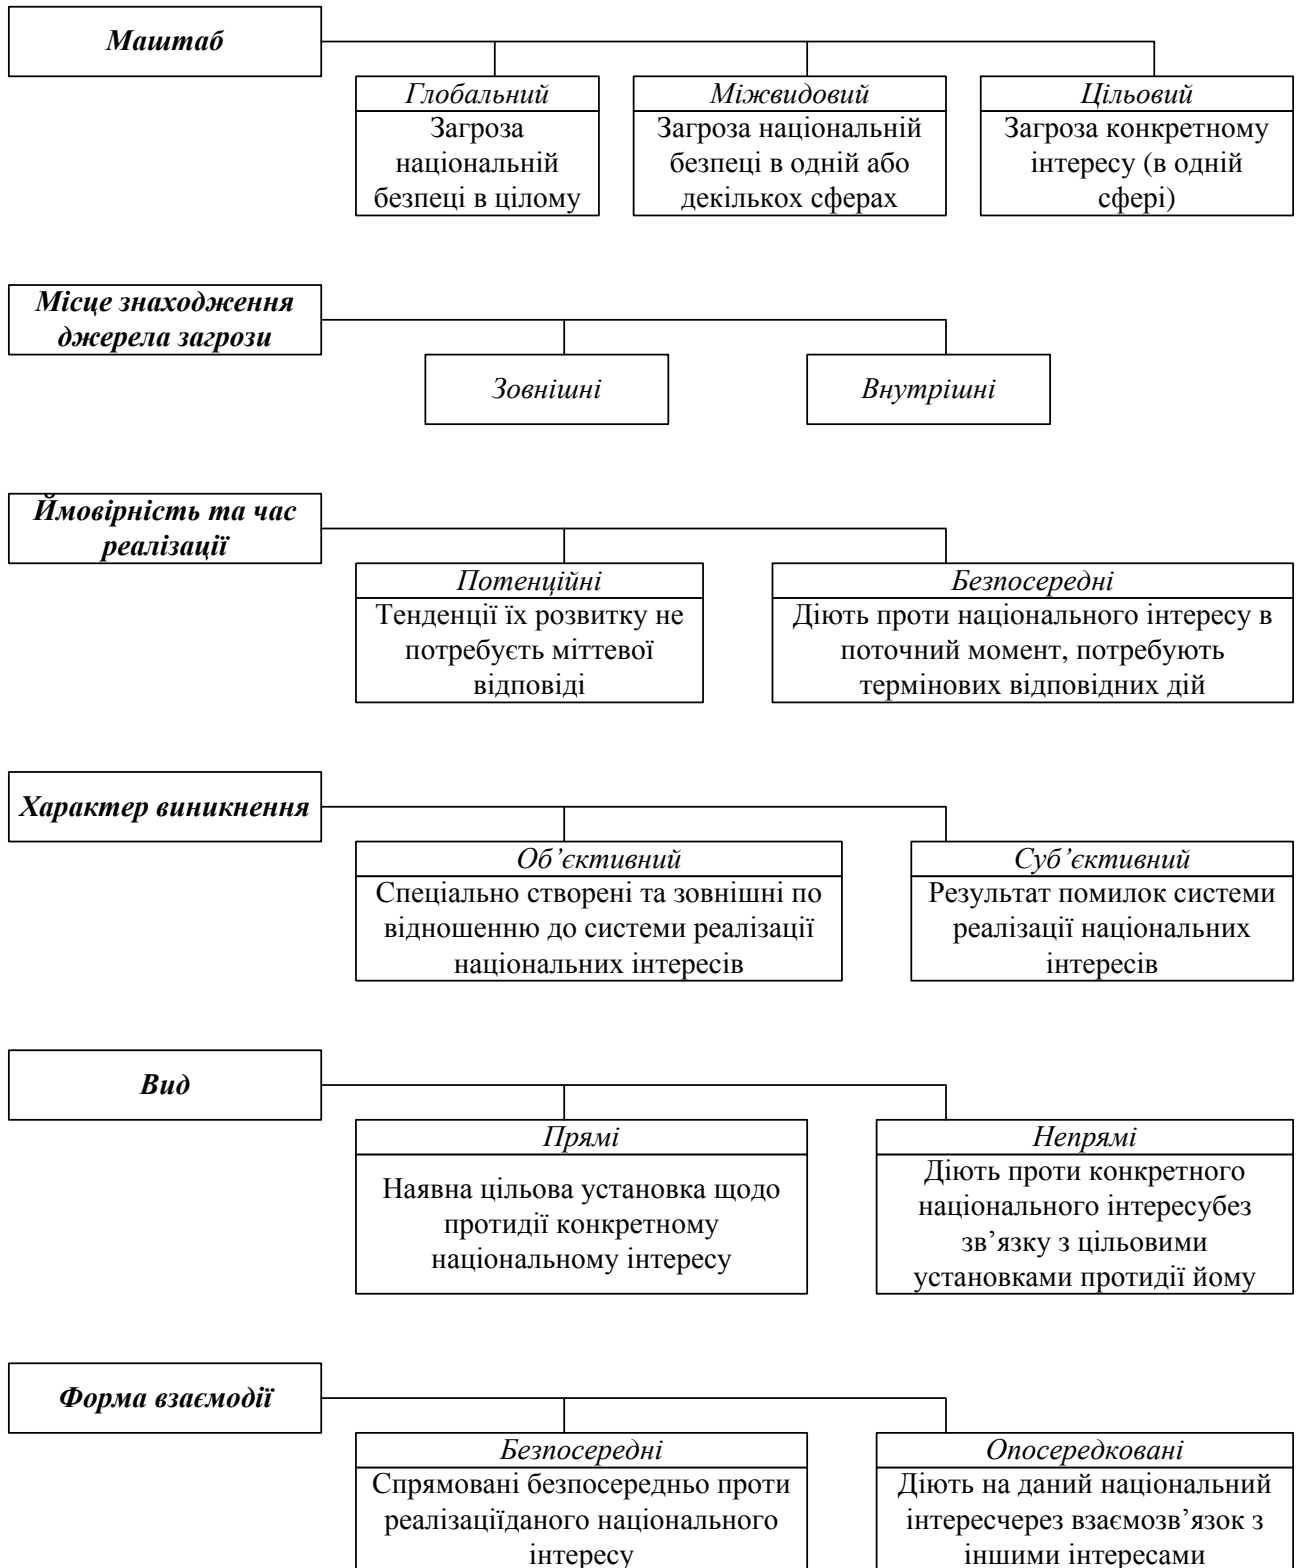 Маштаб
Глобальний
Загроза
національній
безпеці в цілому
Міжвидовий
Загроза національній
безпеці в одній або
декількох сферах
Цільовий
Загроза конкретному
інтересу (в одній
сфері)
Місце знаходження
джерела загрози
Зовнішні
Внутрішні
Ймовірність та час
реалізації
Потенційні
Тенденції їх розвитку не
потребуєть міттевої
відповіді
Безпосередні
Діють проти національного інтересу в
поточний момент, потребують
термінових відповідних дій
Характер виникнення
Об’єктивний
Спеціально створені та зовнішні по
відношенню до системи реалізації
національних інтересів
Суб’єктивний
Результат помилок системи
реалізації національних
інтересів
Вид
Прямі
Наявна цільова установка щодо
протидії конкретному
національному інтересу
Непрямі
Діють проти конкретного
національного інтересубез
зв’язку з цільовими
установками протидії йому
Форма взаємодії
Безпосередні
Спрямовані безпосередньо проти
реалізаціїданого національного
інтересу
Опосередковані
Діють на даний національний
інтересчерез взаємозв’язок з
іншими інтересами